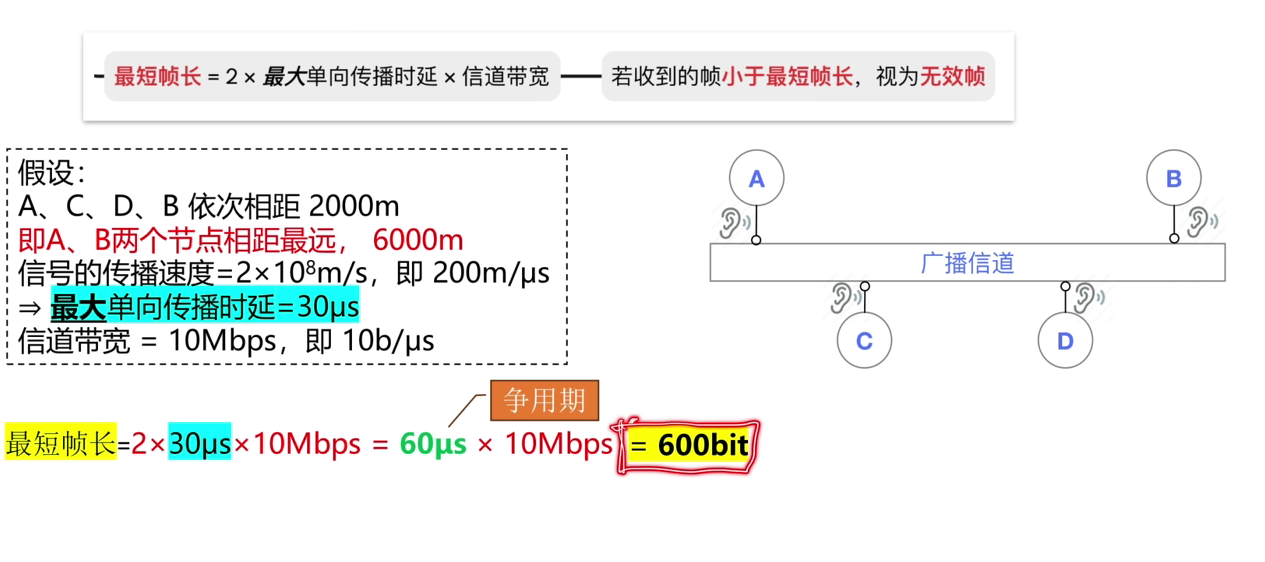 最短帧长 = 2 × 最大单向传播时延 × 信道带宽
若收到的帧小于最短帧长，视为无效帧
假设：
A、C、D、B 依次相距 2000m
即A、B两个节点相距最远， 6000m
信号的传播速度=2×10⁸m/s，即 200m/μs
⇒ 最大单向传播时延=30μs
信道带宽 = 10Mbps，即 10b/μs
A
B
广播信道
C
D
争用期
最短帧长=2×30μs×10Mbps = 60μs × 10Mbps = 600bit